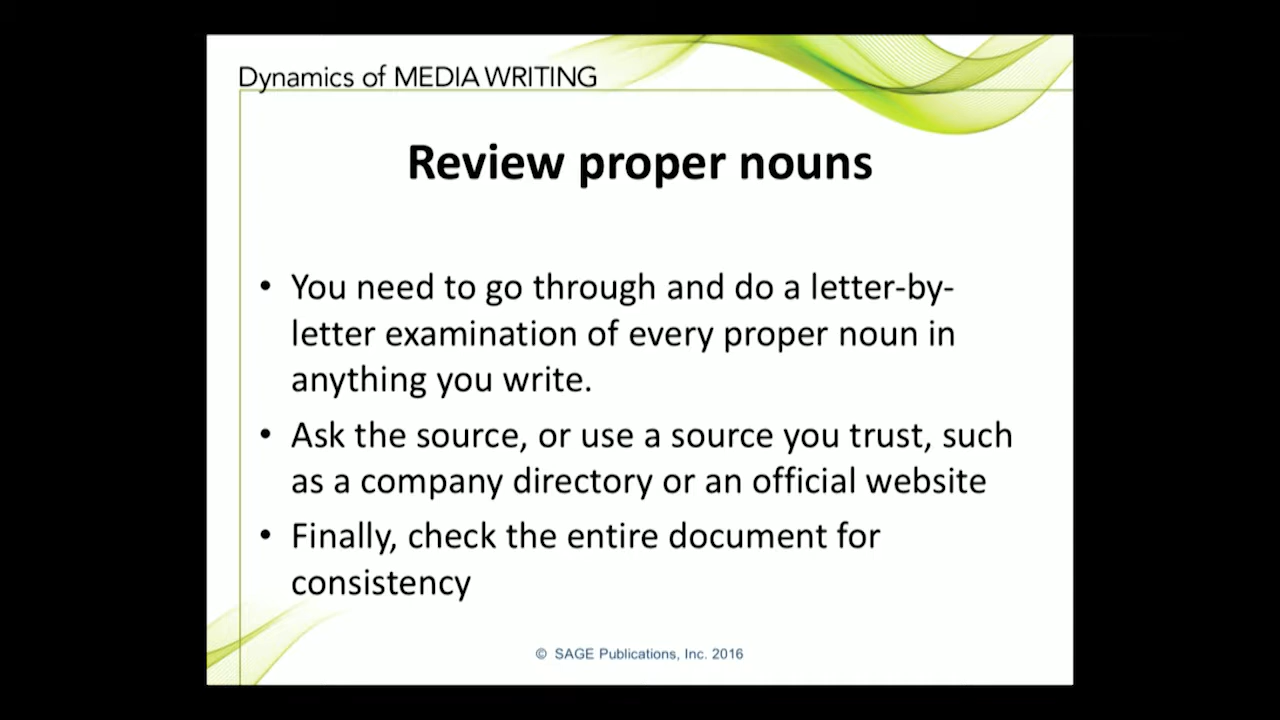 Dynamics of MEDIA WRITING
Review proper nouns
• You need to go through and do a letter-by-
letter examination of every proper noun in
anything you write.
• Ask the source, or use a source you trust, such
as a company directory or an official website
• Finally, check the entire document for
consistency
© SAGE Publications, Inc. 2016